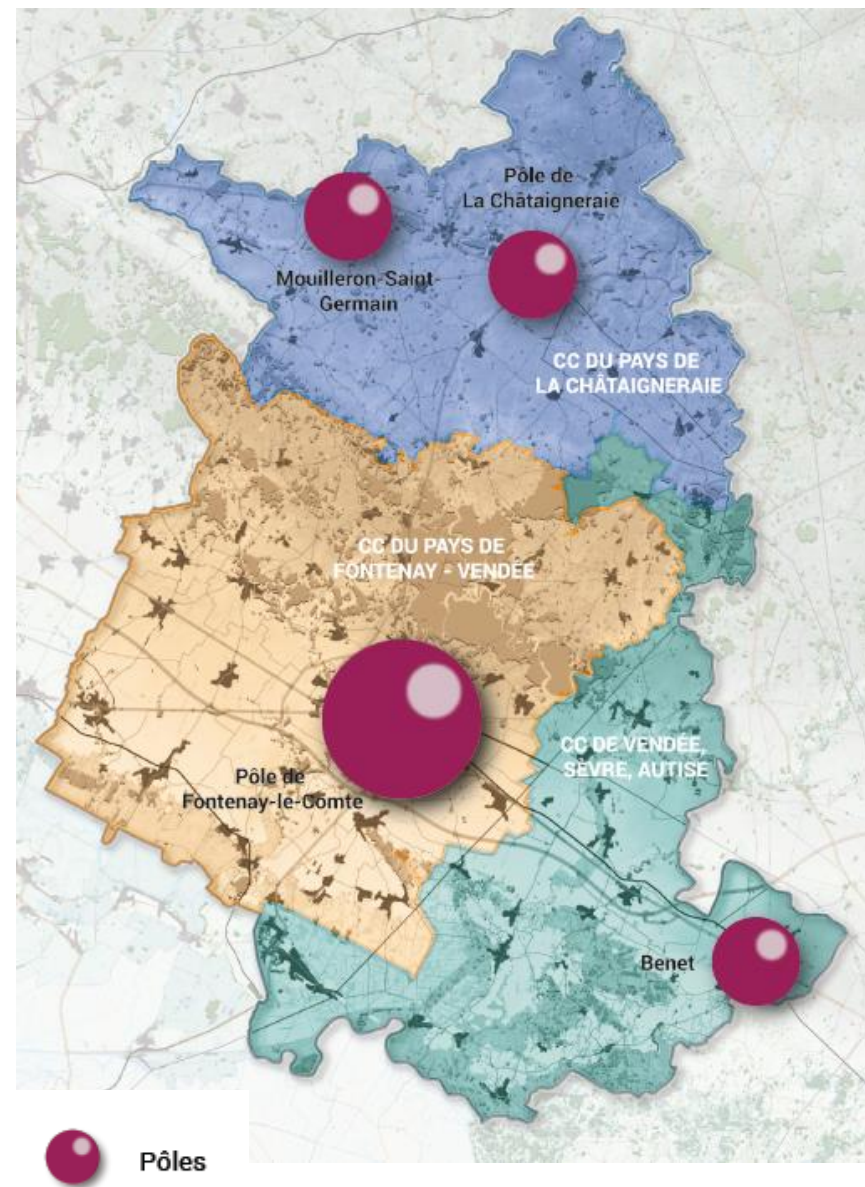 Pôle de
La Châtaigneraie
Mouilleron-Saint-
Germain
CC DU PAYS DE
LA CHÂTAIGNERAIE
CC DU PAYS DE
FONTENAY - VENDÉE
CC DE VENDÉE,
SÈVRE, AUTISE
Pôle de
Fontenay-le-Comte
Benet
Pôles